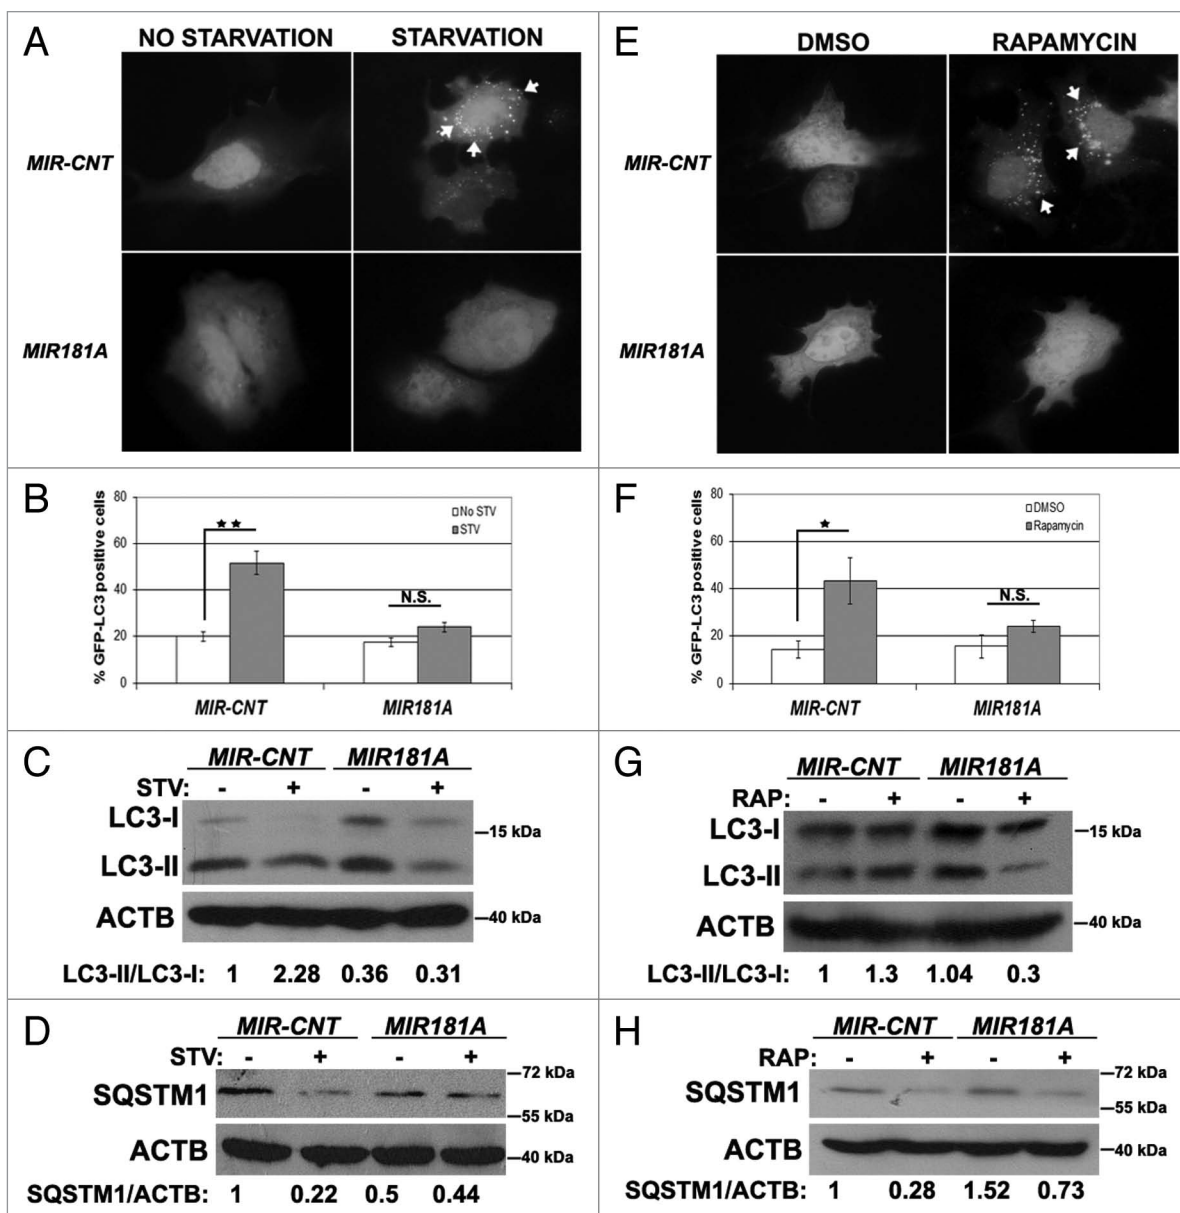 A
NO STARVATION STARVATION
MIR-CNT
MIR181A
B
% GFP-LC3 positive cells
80
60
40
20
0
No STV
STV
★★
N.S.
MIR-CNT MIR181A
C
MIR-CNT MIR181A
STV: - + - +
LC3-I
15 kDa
LC3-II
ACTB
40 kDa
LC3-II/LC3-I: 1 2.28 0.36 0.31
D
MIR-CNT MIR181A
STV: - + - +
72 kDa
SQSTM1
55 kDa
ACTB
40 kDa
SQSTM1/ACTB: 1 0.22 0.5 0.44
E
DMSO RAPAMYCIN
MIR-CNT
MIR181A
F
% GFP-LC3 positive cells
80
60
40
20
0
DMSO
Rapamycin
★
N.S.
MIR-CNT MIR181A
G
MIR-CNT MIR181A
RAP: - + - +
LC3-I
15 kDa
LC3-II
ACTB
40 kDa
LC3-II/LC3-I: 1 1.3 1.04 0.3
H
MIR-CNT MIR181A
RAP: - + - +
72 kDa
SQSTM1
55 kDa
ACTB
40 kDa
SQSTM1/ACTB: 1 0.28 1.52 0.73